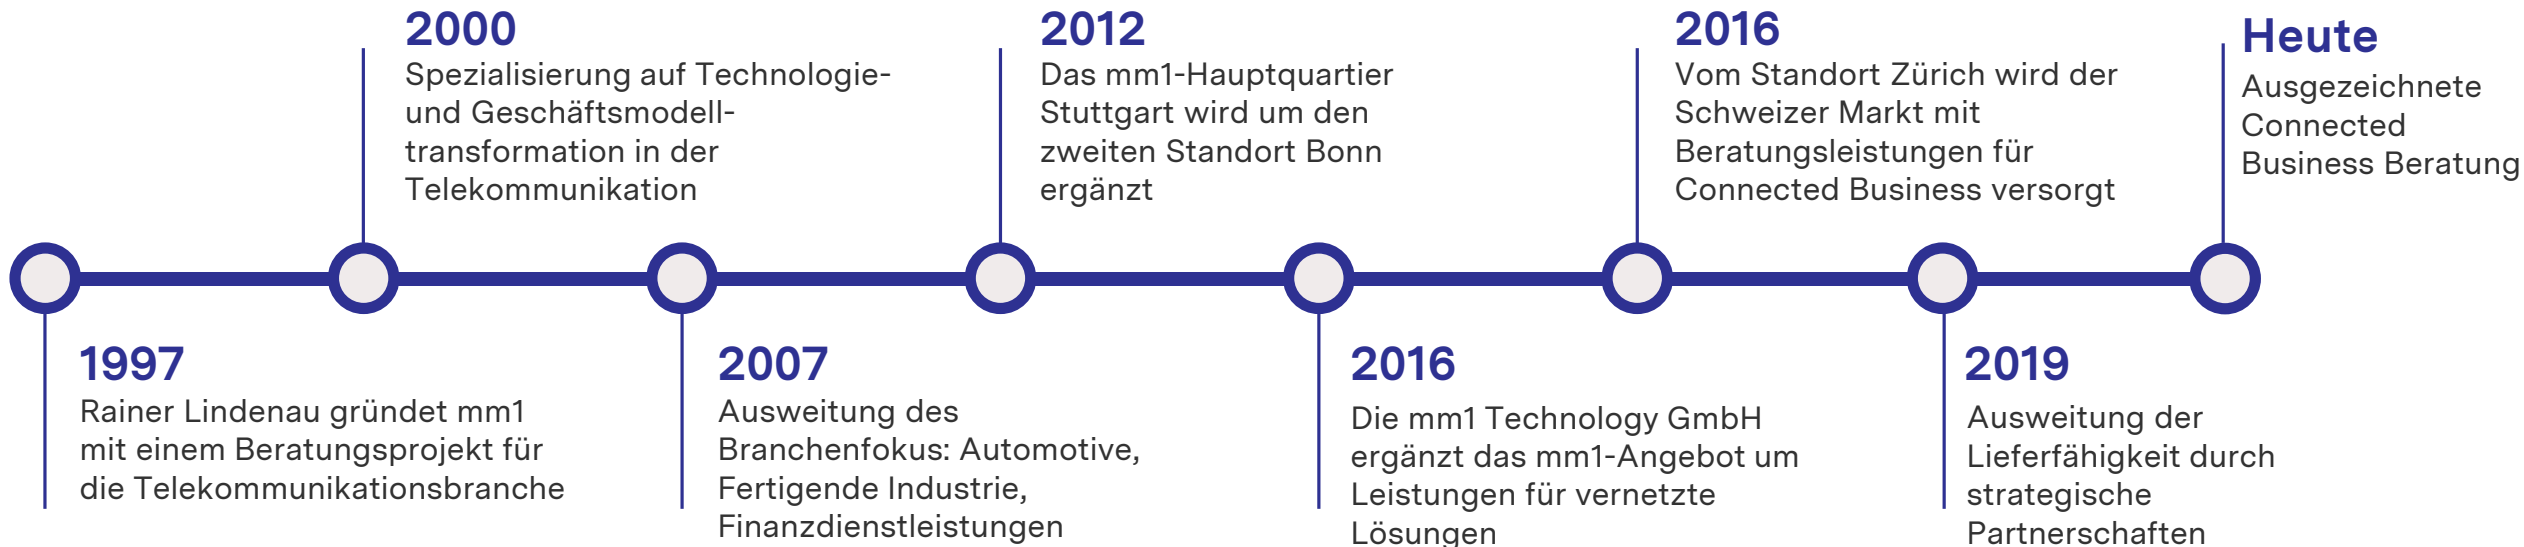 1997
Rainer Lindenau gründet mm1
mit einem Beratungsprojekt für
die Telekommunikationsbranche
2000
Spezialisierung auf Technologie-
und Geschäftsmodell-
transformation in der
Telekommunikation
2007
Ausweitung des
Branchenfokus: Automotive,
Fertigende Industrie,
Finanzdienstleistungen
2012
Das mm1-Hauptquartier
Stuttgart wird um den
zweiten Standort Bonn
ergänzt
2016
Die mm1 Technology GmbH
ergänzt das mm1-Angebot um
Leistungen für vernetzte
Lösungen
2016
Vom Standort Zürich wird der
Schweizer Markt mit
Beratungsleistungen für
Connected Business versorgt
2019
Ausweitung der
Lieferfähigkeit durch
strategische
Partnerschaften
Heute
Ausgezeichnete
Connected
Business Beratung